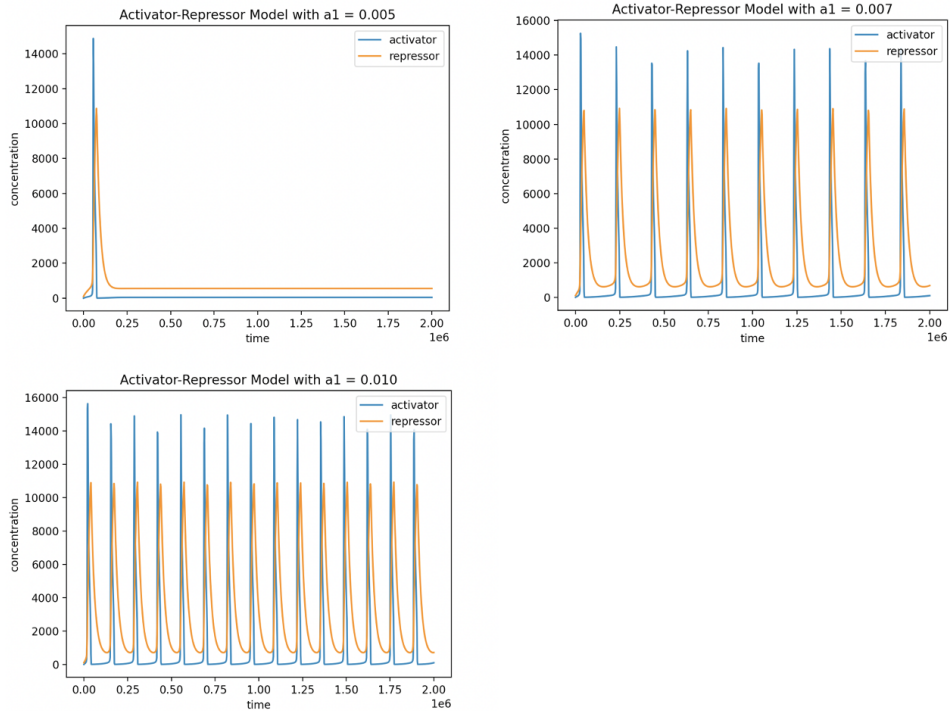 Activator-Repressor Model with a1 = 0.005
activator
repressor
concentration
14000
12000
10000
8000
6000
4000
2000
0
0.00 0.25 0.50 0.75 1.00 1.25 1.50 1.75 2.00
time
1e6
Activator-Repressor Model with a1 = 0.007
activator
repressor
concentration
16000
14000
12000
10000
8000
6000
4000
2000
0
0.00 0.25 0.50 0.75 1.00 1.25 1.50 1.75 2.00
time
1e6
Activator-Repressor Model with a1 = 0.010
activator
repressor
concentration
16000
14000
12000
10000
8000
6000
4000
2000
0
0.00 0.25 0.50 0.75 1.00 1.25 1.50 1.75 2.00
time
1e6